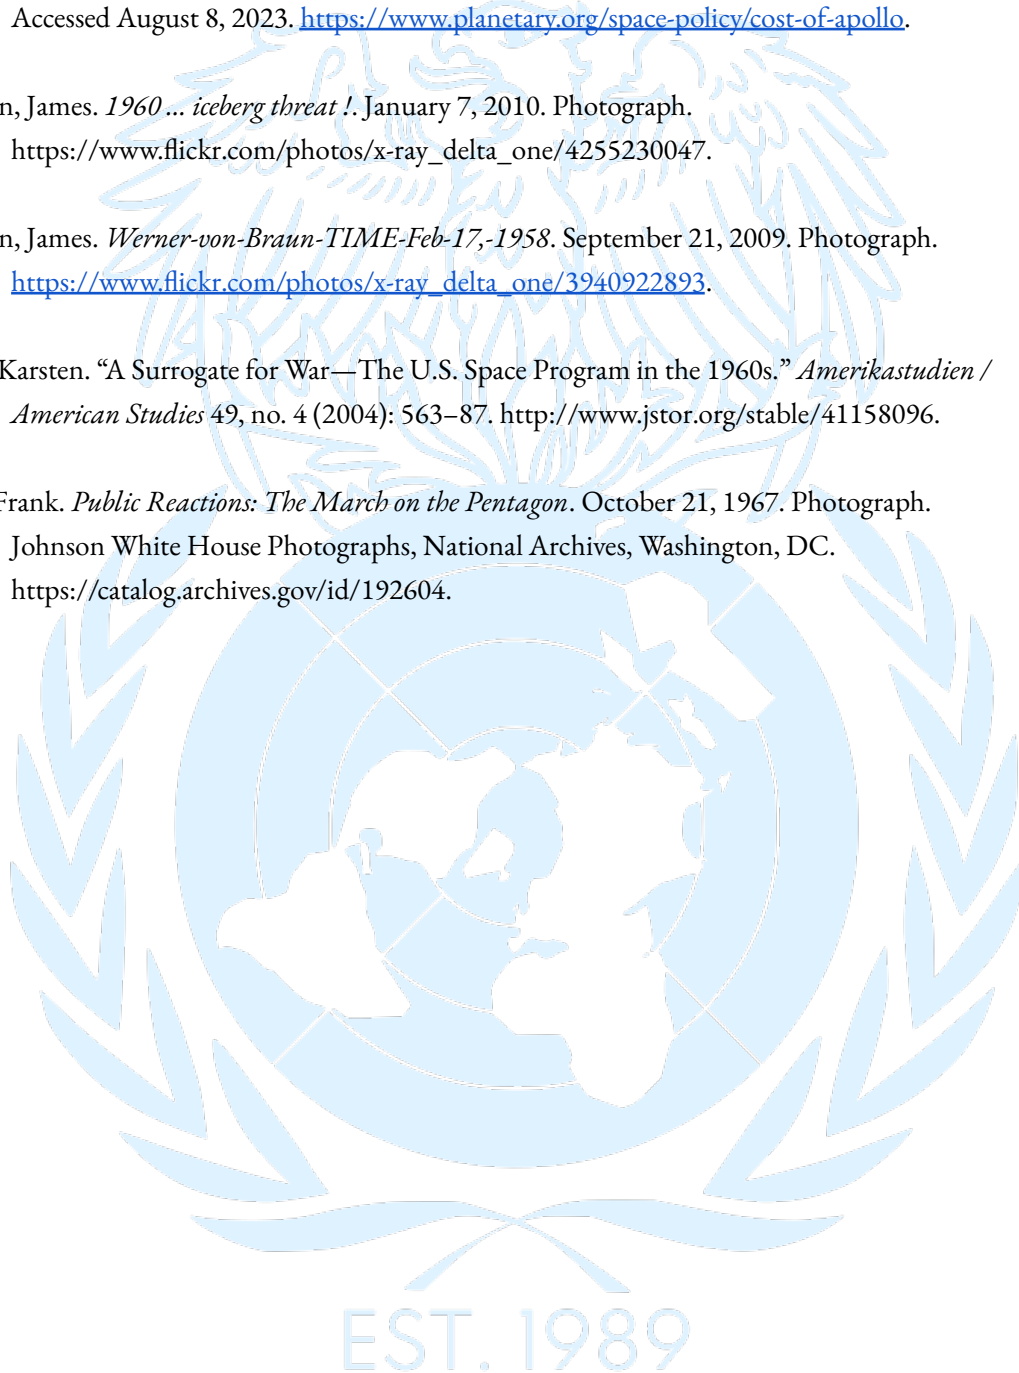 Accessed August 8, 2023. https://www.planetary.org/space-policy/cost-of-apollo.
n, James. 1960 ... iceberg threat !. January 7, 2010. Photograph.
https://www.flickr.com/photos/x-ray_delta_one/4255230047.
n, James. Werner-von-Braun-TIME-Feb-17,-1958. September 21, 2009. Photograph.
https://www.flickr.com/photos/x-ray_delta_one/3940922893.
Karsten. “A Surrogate for War—The U.S. Space Program in the 1960s.” Amerikastudien /
American Studies 49, no. 4 (2004): 563–87. http://www.jstor.org/stable/41158096.
Frank. Public Reactions: The March on the Pentagon. October 21, 1967. Photograph.
Johnson White House Photographs, National Archives, Washington, DC.
https://catalog.archives.gov/id/192604.
EST. 1989